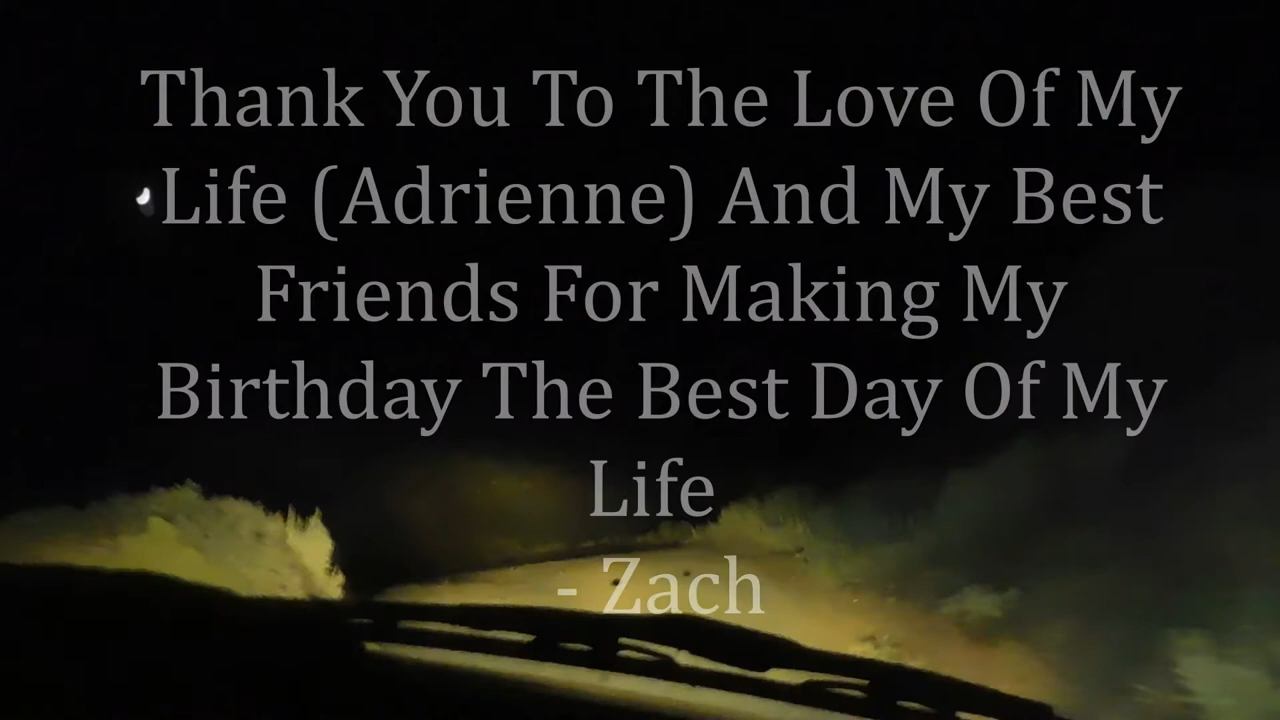 Thank You To The Love Of My
Life (Adrienne) And My Best
Friends For Making My
Birthday The Best Day Of My
Life
- Zach